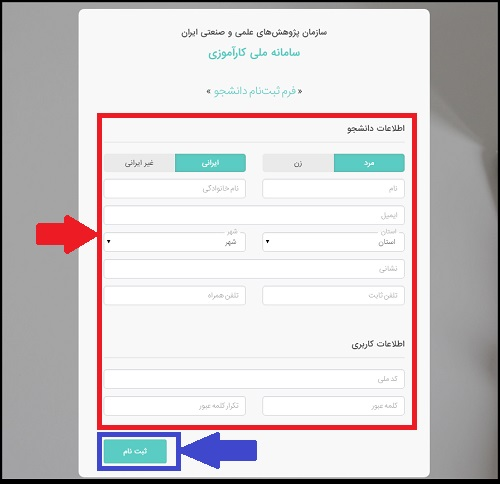 سازمان پژوهش‌های علمی و صنعتی ایران
سامانه ملی کارآموزی
« فرم ثبت‌نام دانشجو »
اطلاعات دانشجو
مرد زن ایرانی غیر ایرانی
نام نام خانوادگی
ایمیل
استان شهر
استان شهر
نشانی
تلفن ثابت تلفن همراه
اطلاعات کاربری
کد ملی
کلمه عبور تکرار کلمه عبور
ثبت نام